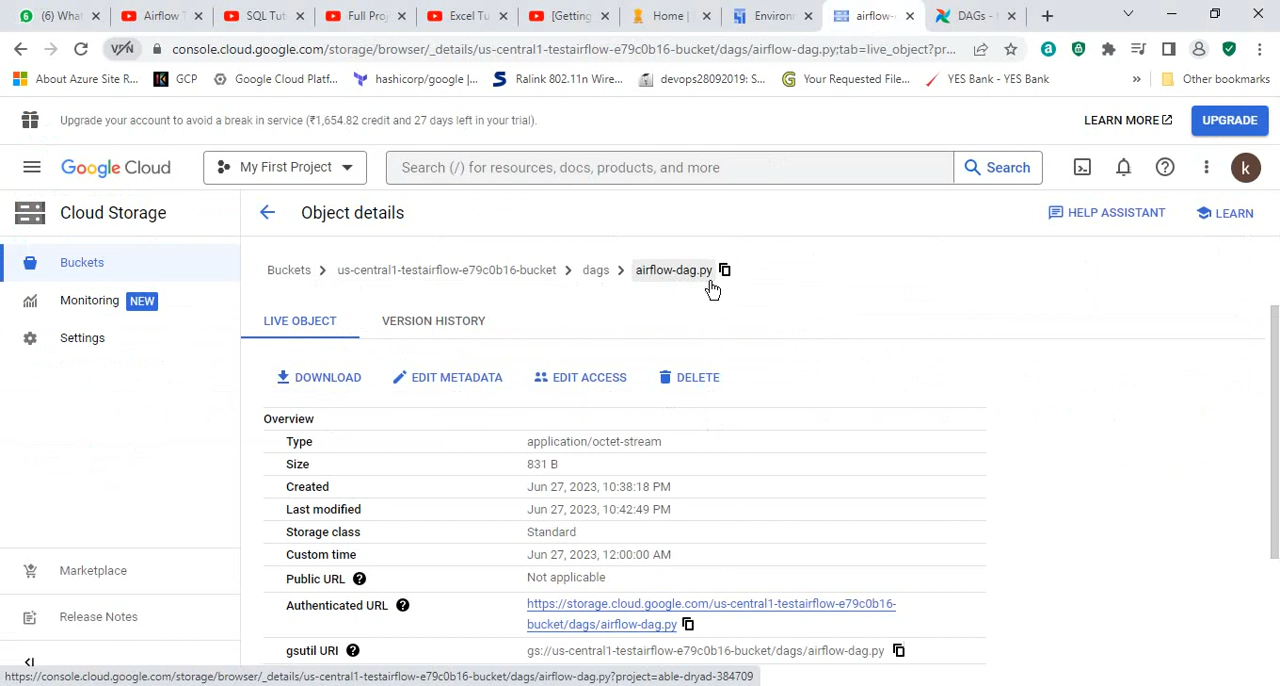 (6) What
Airflow T
SQL Tut
Full Proj
Excel Tu
[Getting
Home |
Environ
airflow-
DAGs -
VPN
console.cloud.google.com/storage/browser/_details/us-central1-testairflow-e79c0b16-bucket/dags/airflow-dag.py;tab=live_object?pr...
About Azure Site R...
GCP
Google Cloud Platf...
hashicorp/google |...
Ralink 802.11n Wire...
devops28092019: S...
Your Requested File...
YES Bank - YES Bank
»
Other bookmarks
Upgrade your account to avoid a break in service (₹1,654.82 credit and 27 days left in your trial).
LEARN MORE
UPGRADE
Google Cloud
My First Project
Search (/) for resources, docs, products, and more
Search
k
Cloud Storage
Object details
HELP ASSISTANT
LEARN
Buckets
Monitoring NEW
Settings
Buckets > us-central1-testairflow-e79c0b16-bucket > dags > airflow-dag.py
LIVE OBJECT
VERSION HISTORY
DOWNLOAD
EDIT METADATA
EDIT ACCESS
DELETE
Overview
Type application/octet-stream
Size 831 B
Created Jun 27, 2023, 10:38:18 PM
Last modified Jun 27, 2023, 10:42:49 PM
Storage class Standard
Custom time Jun 27, 2023, 12:00:00 AM
Public URL Not applicable
Authenticated URL https://storage.cloud.google.com/us-central1-testairflow-e79c0b16-
bucket/dags/airflow-dag.py
gsutil URI gs://us-central1-testairflow-e79c0b16-bucket/dags/airflow-dag.py
Marketplace
Release Notes
https://console.cloud.google.com/storage/browser/_details/us-central1-testairflow-e79c0b16-bucket/dags/airflow-dag.py?project=able-dryad-384709